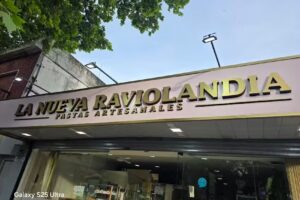 LA NUEVA RAVIOLANDIA
PASTAS ARTESANALES
Galaxy S25 Ultra